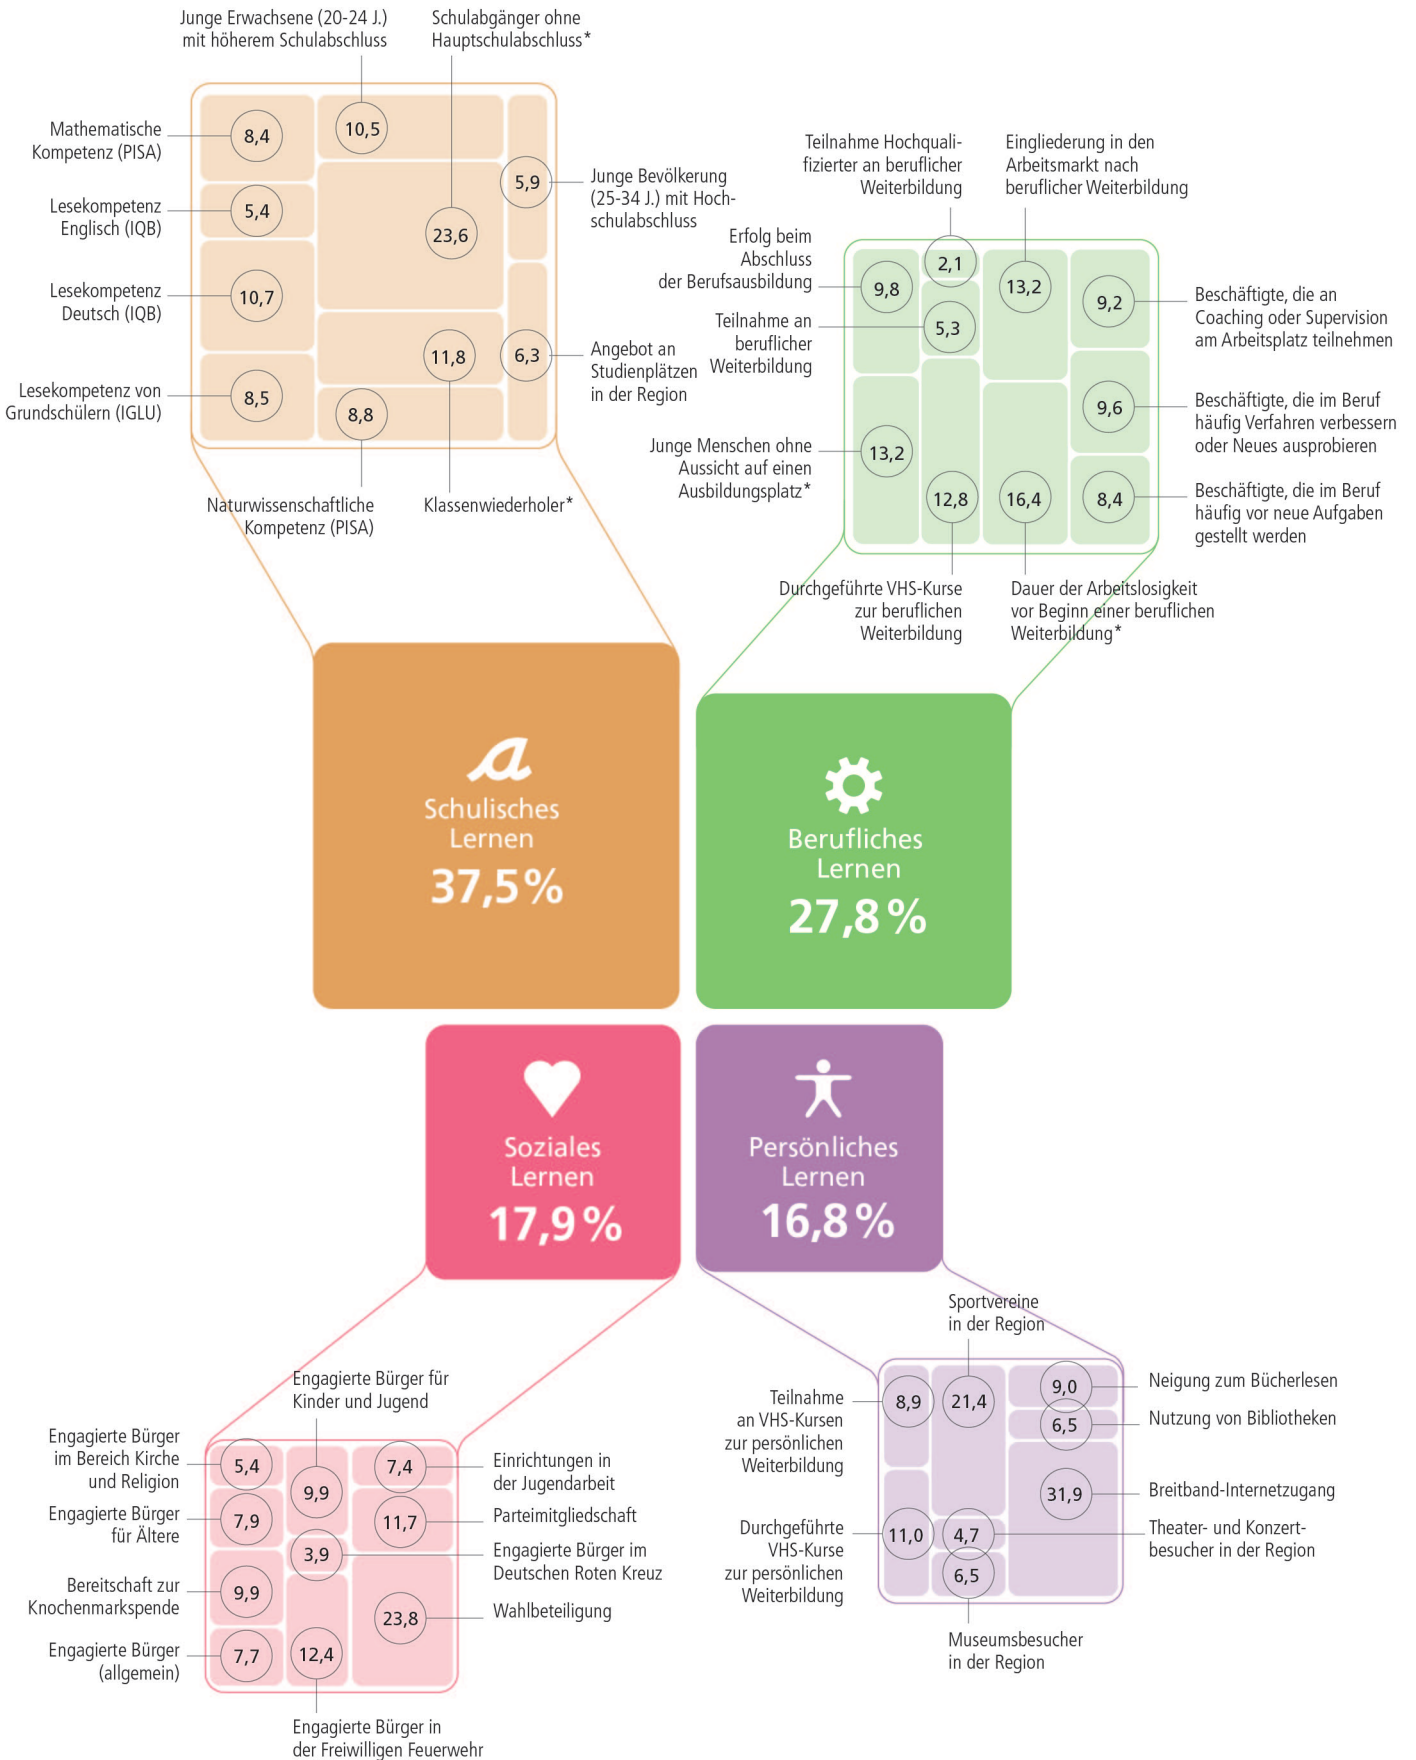 Junge Erwachsene (20-24 J.)
mit höherem Schulabschluss
Schulabgänger ohne
Hauptschulabschluss*
Mathematische
Kompetenz (PISA)
8,4
10,5
Lesekompetenz
Englisch (IQB)
5,4
23,6
5,9
Junge Bevölkerung
(25-34 J.) mit Hoch-
schulabschluss
Lesekompetenz
Deutsch (IQB)
10,7
11,8
6,3
Angebot an
Studienplätzen
in der Region
Lesekompetenz von
Grundschülern (IGLU)
8,5
8,8
Naturwissenschaftliche
Kompetenz (PISA)
Klassenwiederholer*
Teilnahme Hochquali-
fizierter an beruflicher
Weiterbildung
Eingliederung in den
Arbeitsmarkt nach
beruflicher Weiterbildung
Erfolg beim
Abschluss
der Berufsausbildung
9,8
2,1
13,2
9,2
Beschäftigte, die an
Coaching oder Supervision
am Arbeitsplatz teilnehmen
Teilnahme an
beruflicher
Weiterbildung
5,3
9,6
Beschäftigte, die im Beruf
häufig Verfahren verbessern
oder Neues ausprobieren
Junge Menschen ohne
Aussicht auf einen
Ausbildungsplatz*
13,2
12,8
16,4
8,4
Beschäftigte, die im Beruf
häufig vor neue Aufgaben
gestellt werden
Durchgeführte VHS-Kurse
zur beruflichen
Weiterbildung
Dauer der Arbeitslosigkeit
vor Beginn einer beruflichen
Weiterbildung*
Schulisches
Lernen
37,5%
Berufliches
Lernen
27,8%
Soziales
Lernen
17,9%
Persönliches
Lernen
16,8%
Engagierte Bürger für
Kinder und Jugend
Engagierte Bürger
im Bereich Kirche
und Religion
5,4
9,9
7,4
Einrichtungen in
der Jugendarbeit
Engagierte Bürger
für Ältere
7,9
11,7
Parteimitgliedschaft
3,9
Engagierte Bürger im
Deutschen Roten Kreuz
Bereitschaft zur
Knochenmarkspende
9,9
23,8
Wahlbeteiligung
Engagierte Bürger
(allgemein)
7,7
12,4
Engagierte Bürger in
der Freiwilligen Feuerwehr
Sportvereine
in der Region
Teilnahme
an VHS-Kursen
zur persönlichen
Weiterbildung
8,9
21,4
9,0
Neigung zum Bücherlesen
6,5
Nutzung von Bibliotheken
31,9
Breitband-Internetzugang
Durchgeführte
VHS-Kurse
zur persönlichen
Weiterbildung
11,0
4,7
Theater- und Konzert-
besucher in der Region
6,5
Museumsbesucher
in der Region